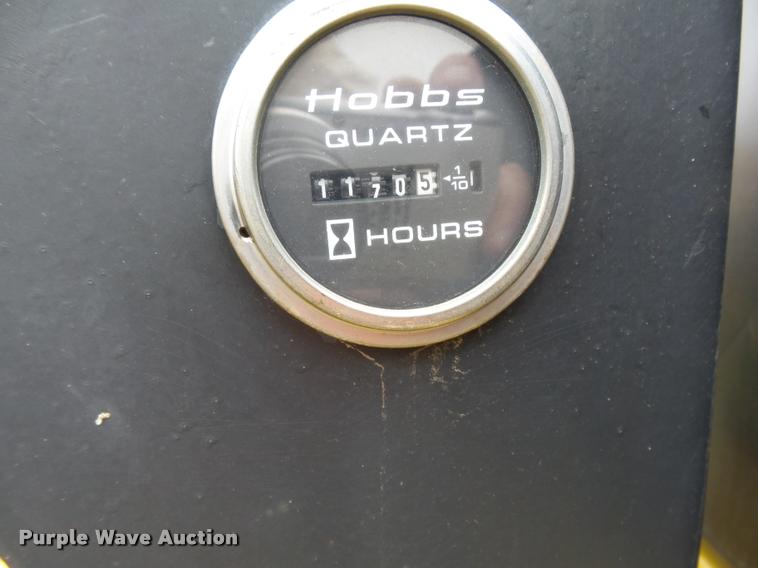 Hobbs
QUARTZ
11705 ◄1/10
HOURS
Purple Wave Auction